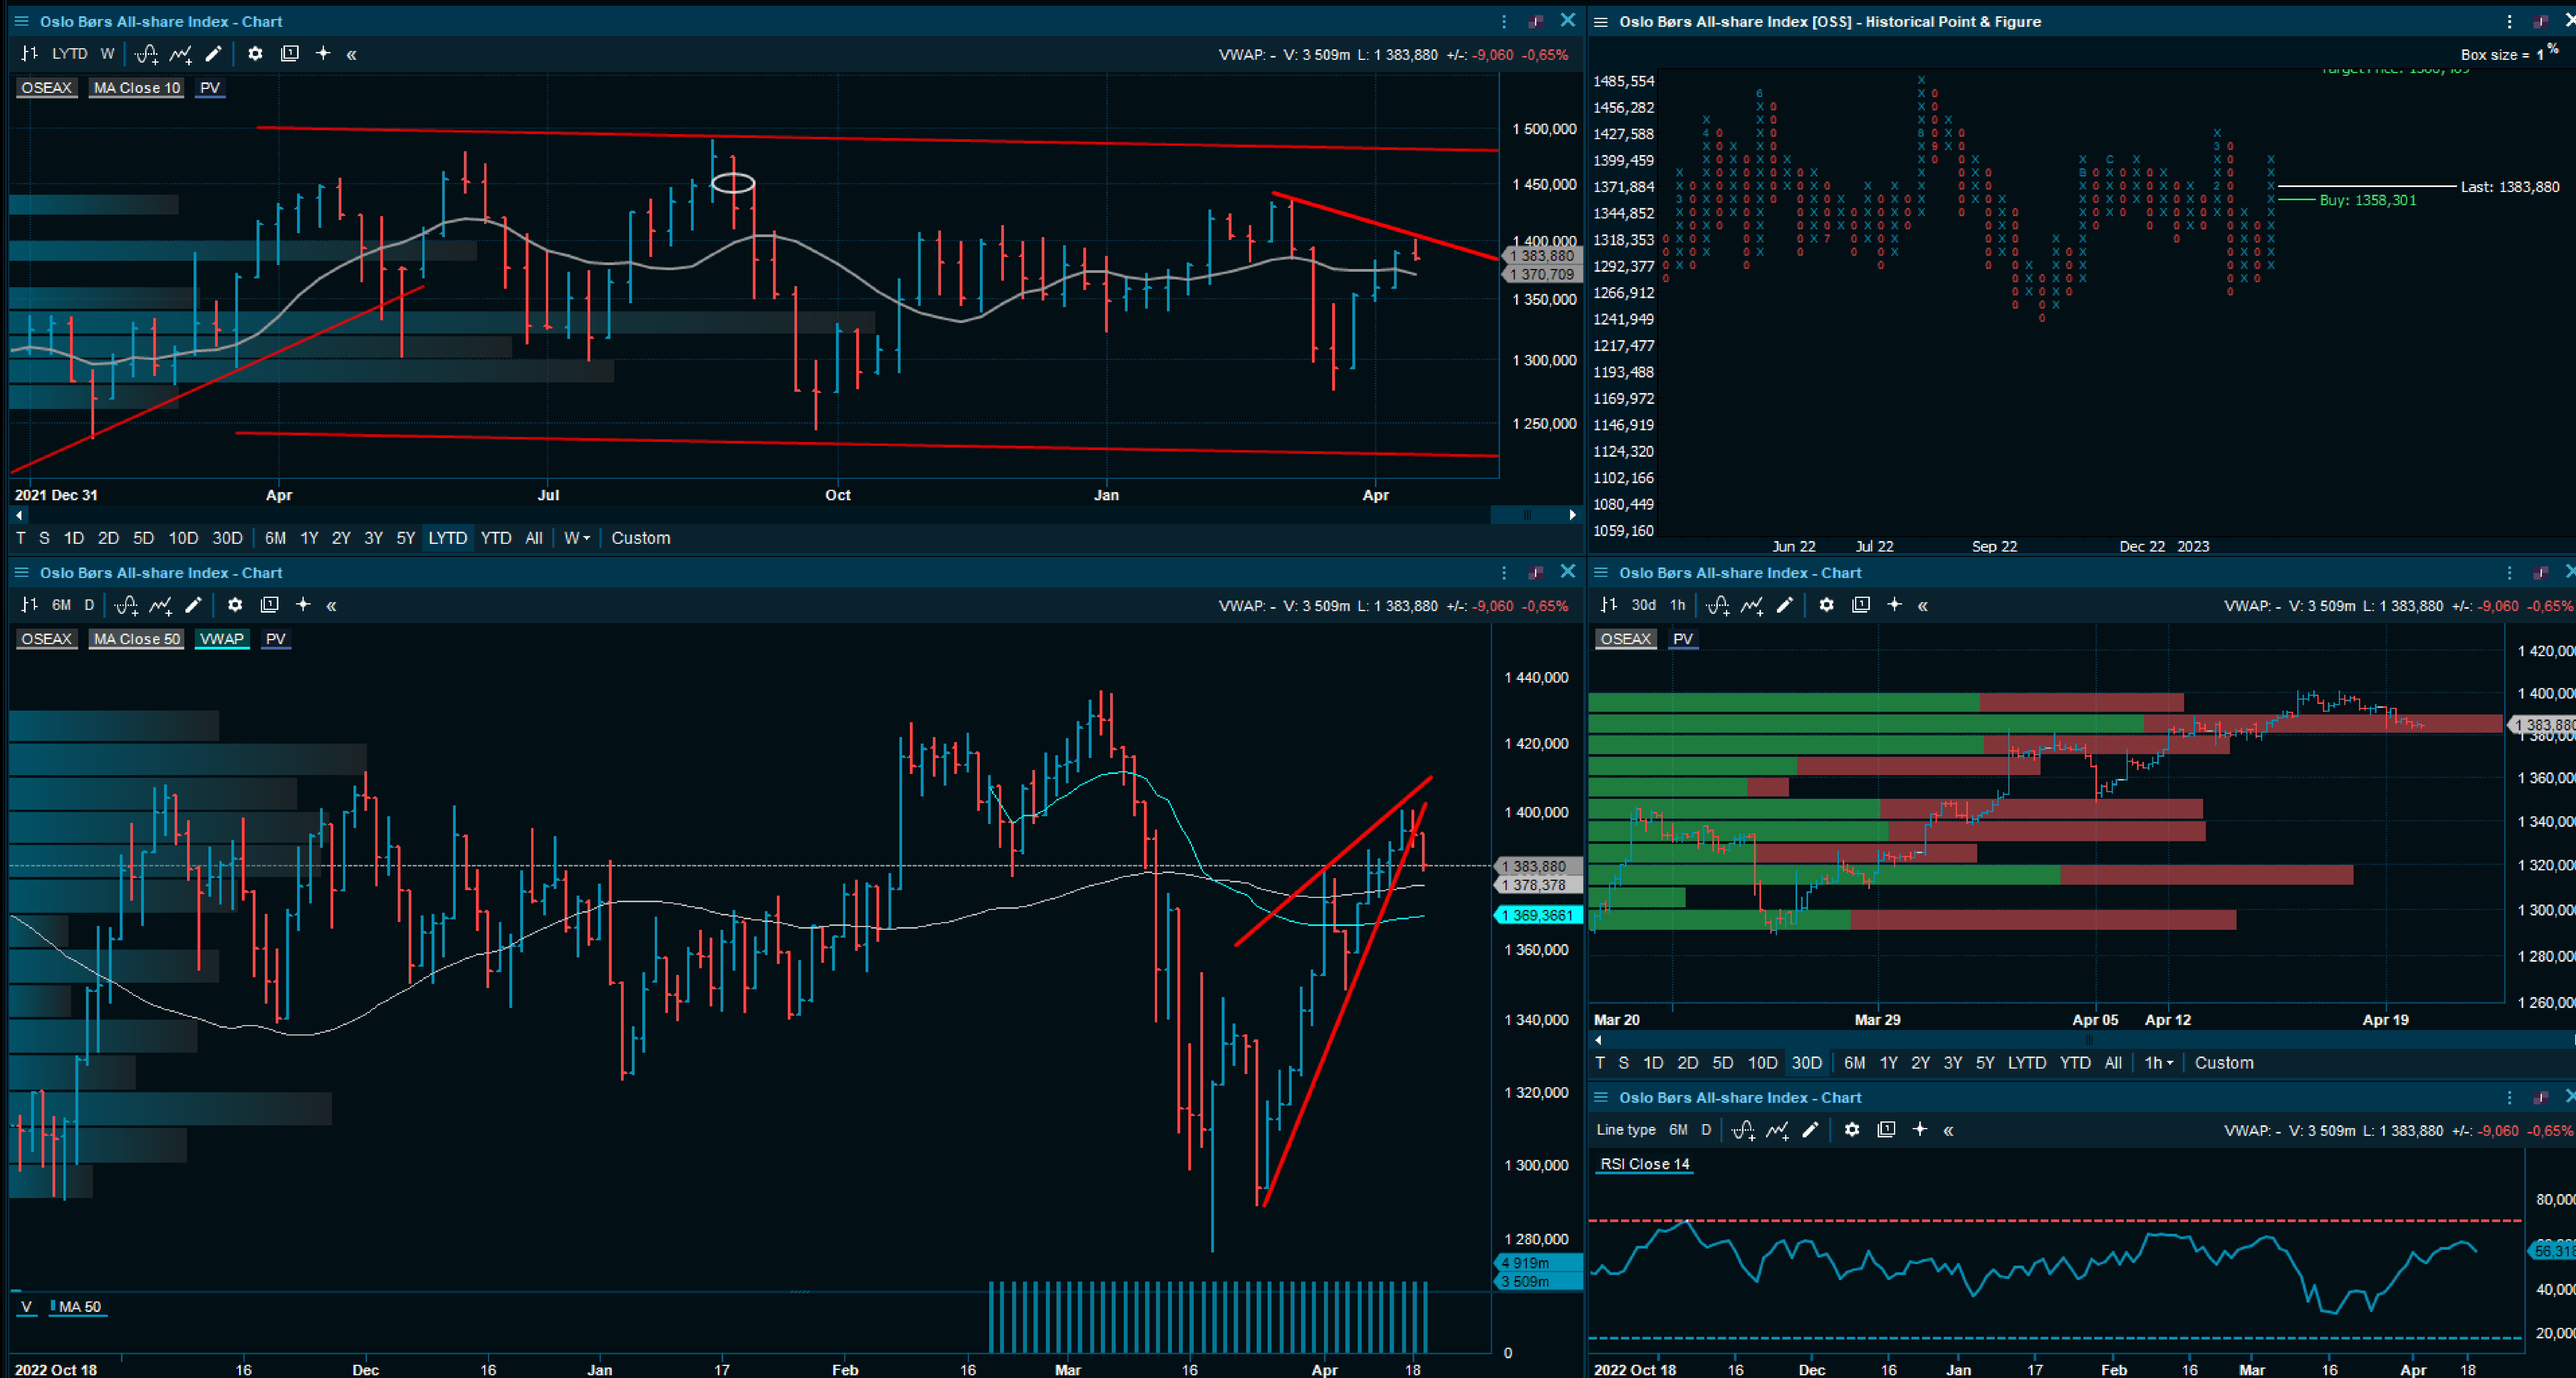 Oslo Børs All-share Index - Chart
LYTD W VWAP: - V: 3 509m L: 1 383,880 +/-: -9,060 -0,65%
OSEAX MA Close 10 PV
1 500,000
1 450,000
1 400,000
1 383,880
1 370,709
1 350,000
1 300,000
1 250,000
2021 Dec 31 Apr Jul Oct Jan Apr
T S 1D 2D 5D 10D 30D 6M 1Y 2Y 3Y 5Y LYTD YTD All W Custom
Oslo Børs All-share Index [OSS] - Historical Point & Figure
Box size = 1 %
1485,554
1456,282
1427,588
1399,459
1371,884
1344,852
1318,353
1292,377
1266,912
1241,949
1217,477
1193,488
1169,972
1146,919
1124,320
1102,166
1080,449
1059,160
Last: 1383,880
Buy: 1358,301
Jun 22 Jul 22 Sep 22 Dec 22 2023
Oslo Børs All-share Index - Chart
6M D VWAP: - V: 3 509m L: 1 383,880 +/-: -9,060 -0,65%
OSEAX MA Close 50 VWAP PV
1 440,000
1 420,000
1 400,000
1 383,880
1 378,378
1 369,3661
1 360,000
1 340,000
1 320,000
1 300,000
1 280,000
4 919m
3 509m
V MA 50
0
2022 Oct 18 16 Dec 16 Jan 17 Feb 16 Mar 16 Apr 18
Oslo Børs All-share Index - Chart
30d 1h VWAP: - V: 3 509m L: 1 383,880 +/-: -9,060 -0,65%
OSEAX PV
1 420,000
1 400,000
1 383,880
1 380,000
1 360,000
1 340,000
1 320,000
1 300,000
1 280,000
1 260,000
Mar 20 Mar 29 Apr 05 Apr 12 Apr 19
T S 1D 2D 5D 10D 30D 6M 1Y 2Y 3Y 5Y LYTD YTD All 1h Custom
Oslo Børs All-share Index - Chart
Line type 6M D VWAP: - V: 3 509m L: 1 383,880 +/-: -9,060 -0,65%
RSI Close 14
80,000
56,318
40,000
20,000
2022 Oct 18 16 Dec 16 Jan 17 Feb 16 Mar 16 Apr 18